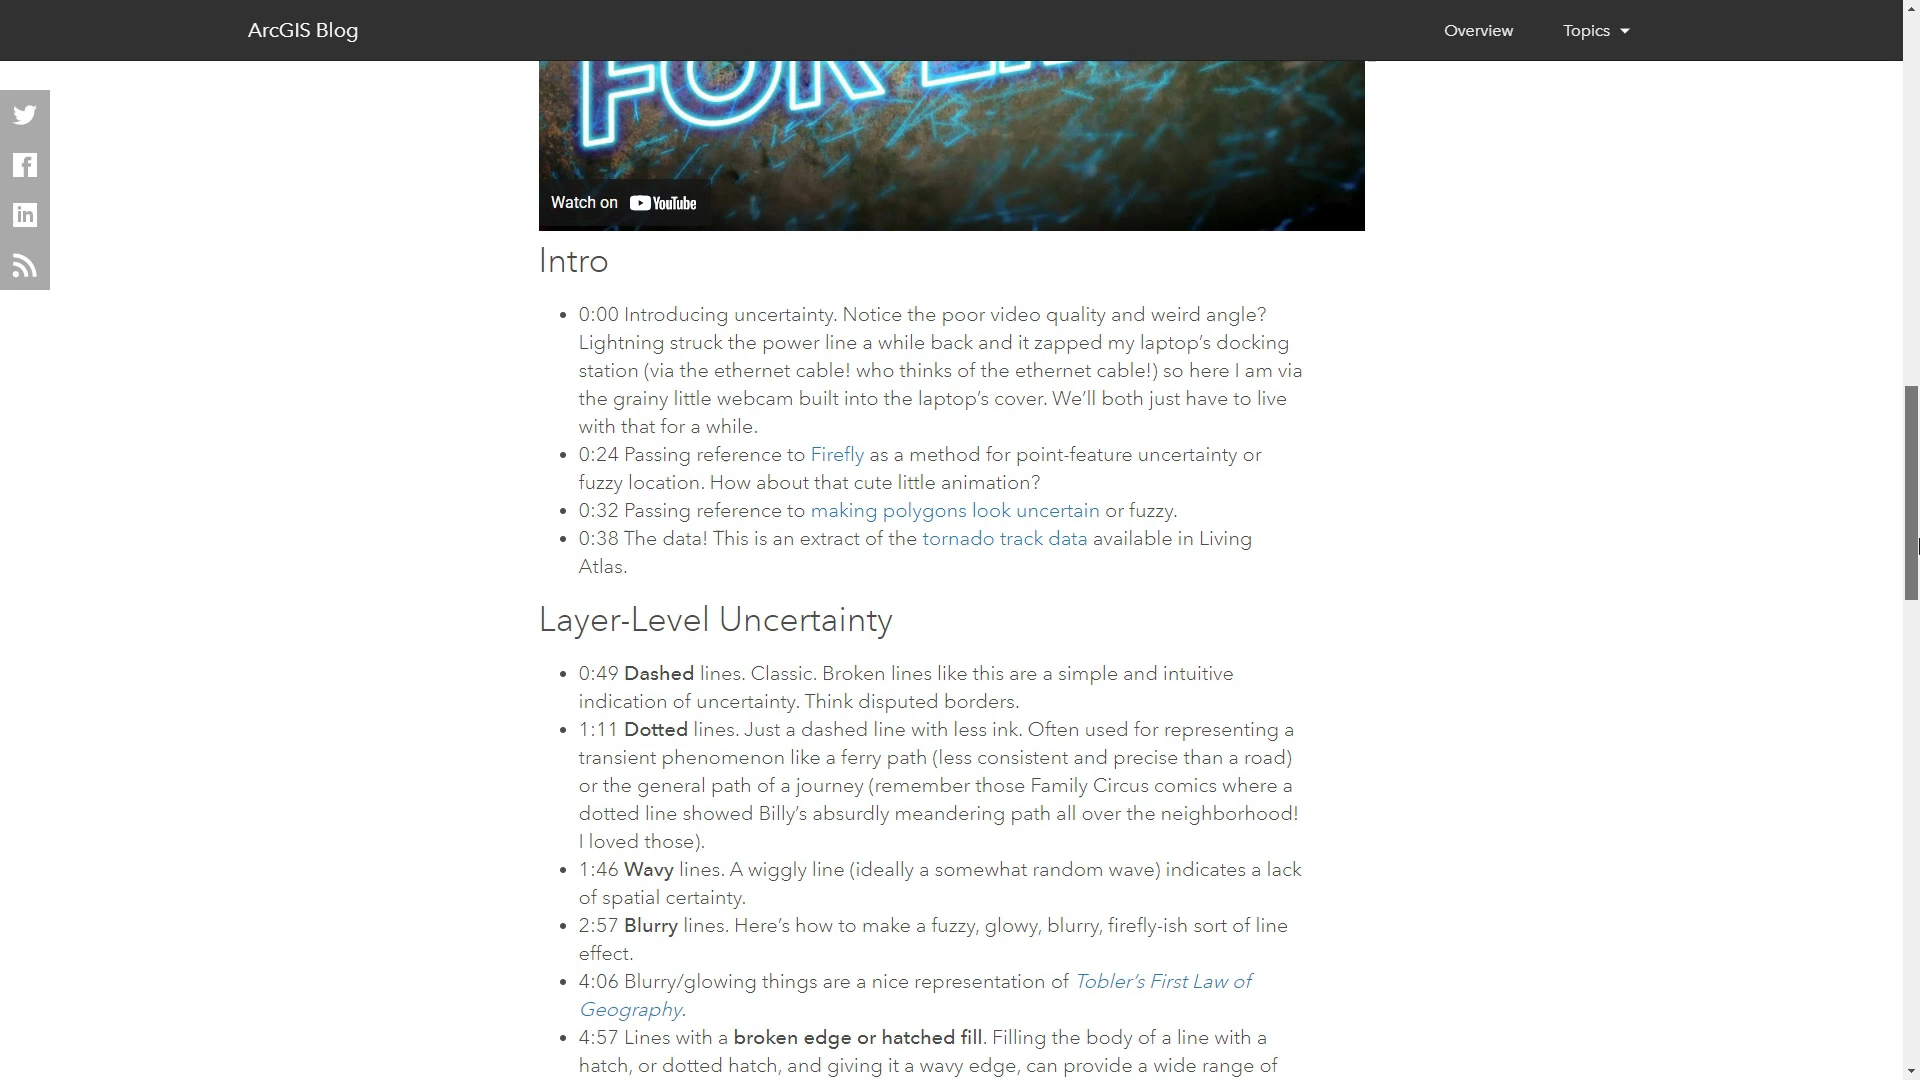 ArcGIS Blog
Overview
Topics
Watch on YouTube
Intro
0:00 Introducing uncertainty. Notice the poor video quality and weird angle?
Lightning struck the power line a while back and it zapped my laptop's docking
station (via the ethernet cable! who thinks of the ethernet cable!) so here I am via
the grainy little webcam built into the laptop's cover. We'll both just have to live
with that for a while.
0:24 Passing reference to Firefly as a method for point-feature uncertainty or
fuzzy location. How about that cute little animation?
0:32 Passing reference to making polygons look uncertain or fuzzy.
0:38 The data! This is an extract of the tornado track data available in Living
Atlas.
Layer-Level Uncertainty
0:49 Dashed lines. Classic. Broken lines like this are a simple and intuitive
indication of uncertainty. Think disputed borders.
1:11 Dotted lines. Just a dashed line with less ink. Often used for representing a
transient phenomenon like a ferry path (less consistent and precise than a road)
or the general path of a journey (remember those Family Circus comics where a
dotted line showed Billy's absurdly meandering path all over the neighborhood!
I loved those).
1:46 Wavy lines. A wiggly line (ideally a somewhat random wave) indicates a lack
of spatial certainty.
2:57 Blurry lines. Here's how to make a fuzzy, glowy, blurry, firefly-ish sort of line
effect.
4:06 Blurry/glowing things are a nice representation of Tobler's First Law of
Geography.
4:57 Lines with a broken edge or hatched fill. Filling the body of a line with a
hatch, or dotted hatch, and giving it a wavy edge, can provide a wide range of